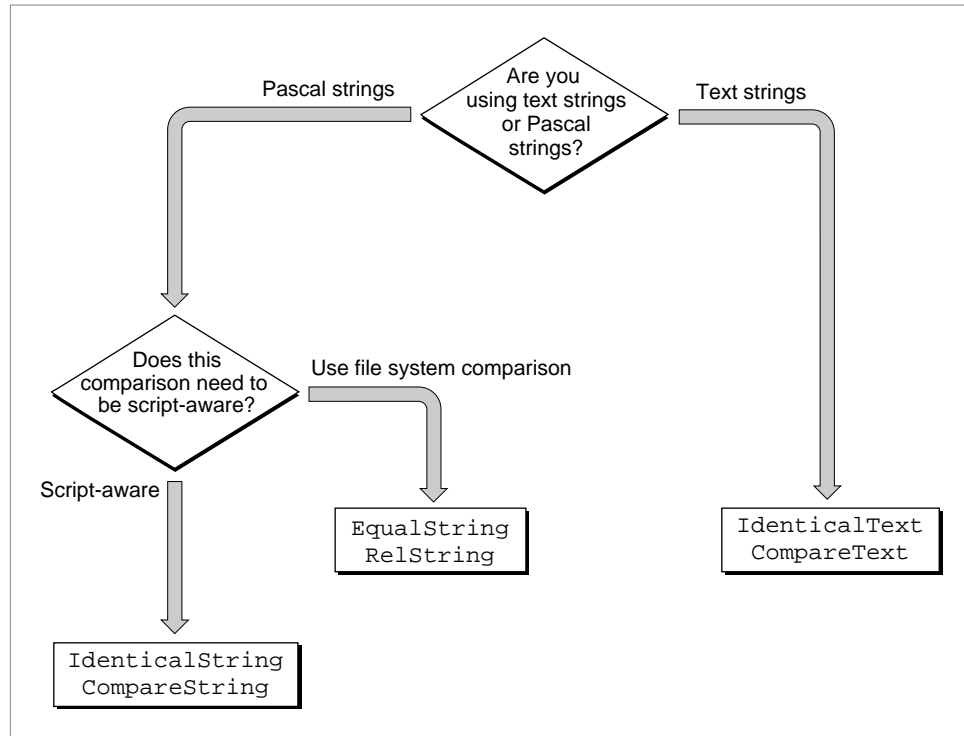 Are you
using text strings
or Pascal
strings?
Pascal strings
Text strings
Does this
comparison need to
be script-aware?
Use file system comparison
Script-aware
EqualString
RelString
IdenticalText
CompareText
IdenticalString
CompareString